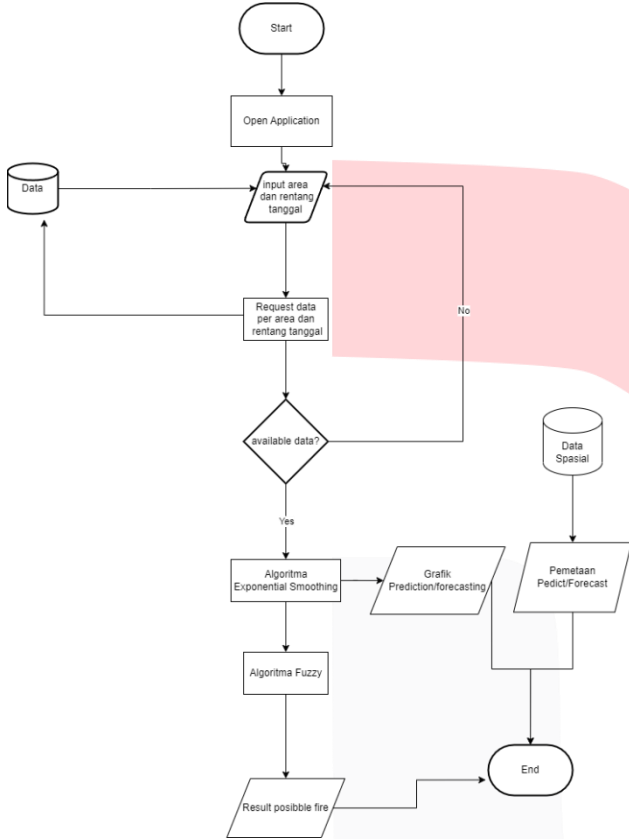 Start
Open Application
Data
input area
dan rentang
tanggal
Request data
per area dan
rentang tanggal
No
available data?
Data
Spasial
Yes
Algoritma
Exponential Smoothing
Grafik
Prediction/forecasting
Pemetaan
Pedict/Forecast
Algoritma Fuzzy
End
Result posibble fire